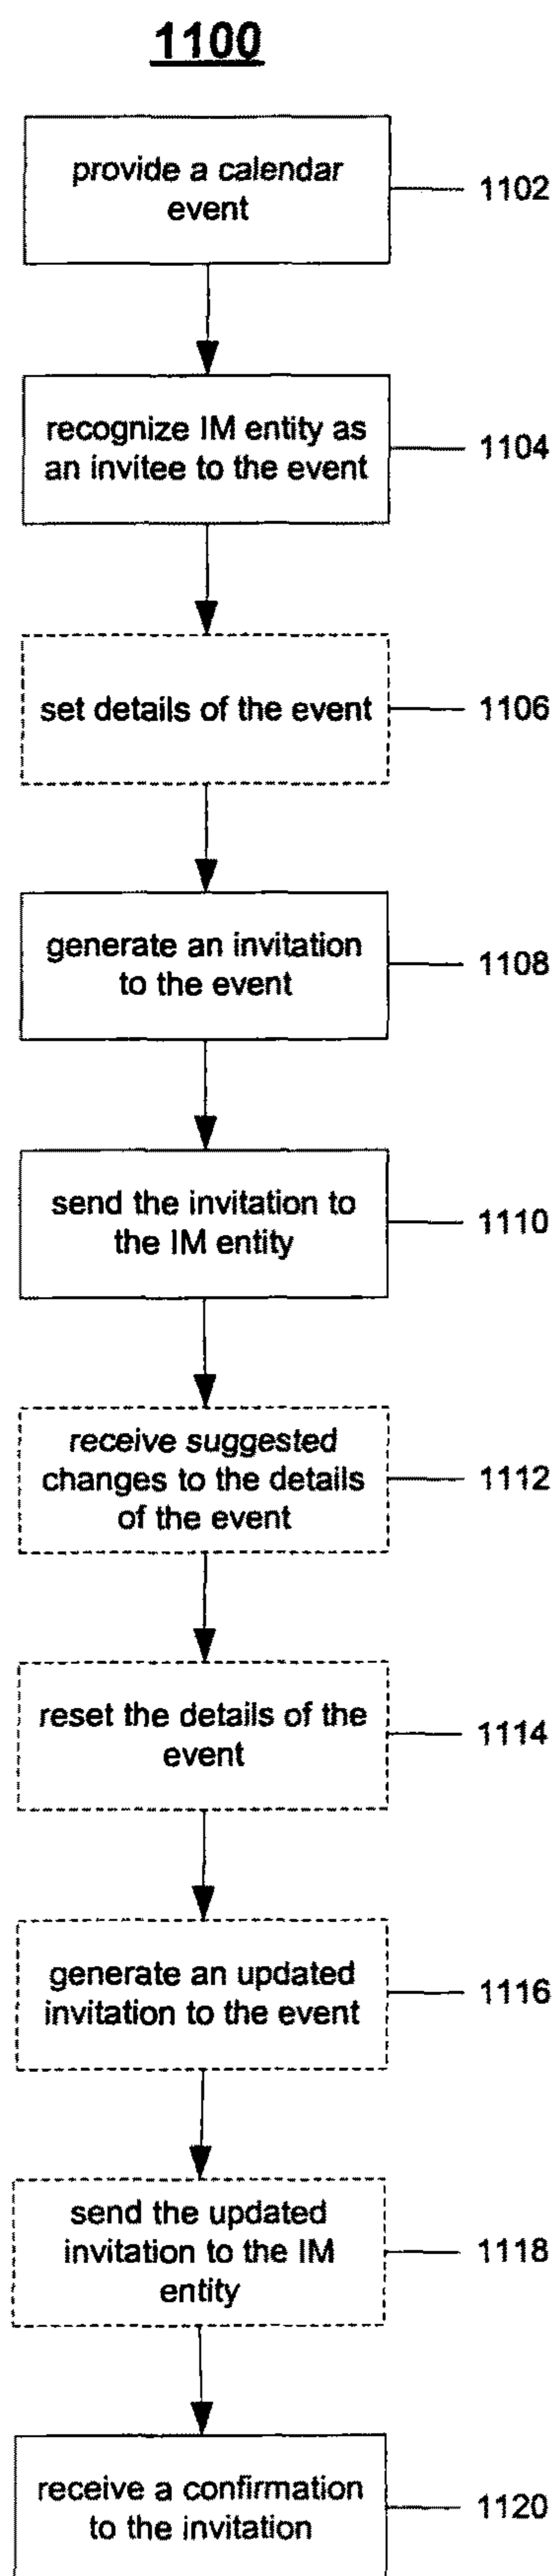 1100
provide a calendar
event
1102
recognize IM entity as
an invitee to the event
1104
set details of the event
1106
generate an invitation
to the event
1108
send the invitation to
the IM entity
1110
receive suggested
changes to the details
of the event
1112
reset the details of the
event
1114
generate an updated
invitation to the event
1116
send the updated
invitation to the IM
entity
1118
receive a confirmation
to the invitation
1120